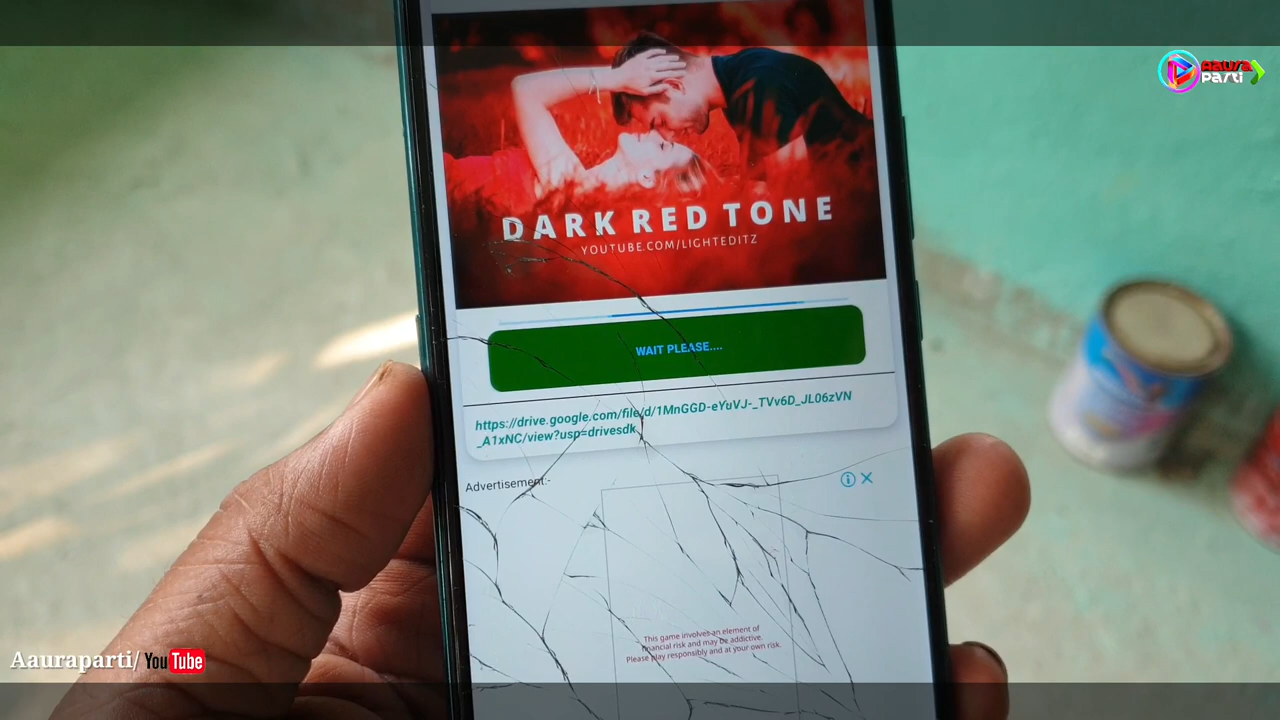 Aaura
Parti
DARK RED TONE
YOUTUBE.COM/LIGHTEDITZ
WAIT PLEASE....
https://drive.google.com/file/d/1MnGGD-eYuVJ-_TVv6D_JL06zVN
_A1xNC/view?usp=drivesdk
Advertisement:-
This game involves an element of
financial risk and may be addictive.
Please play responsibly and at your own risk.
Aauraparti/ YouTube